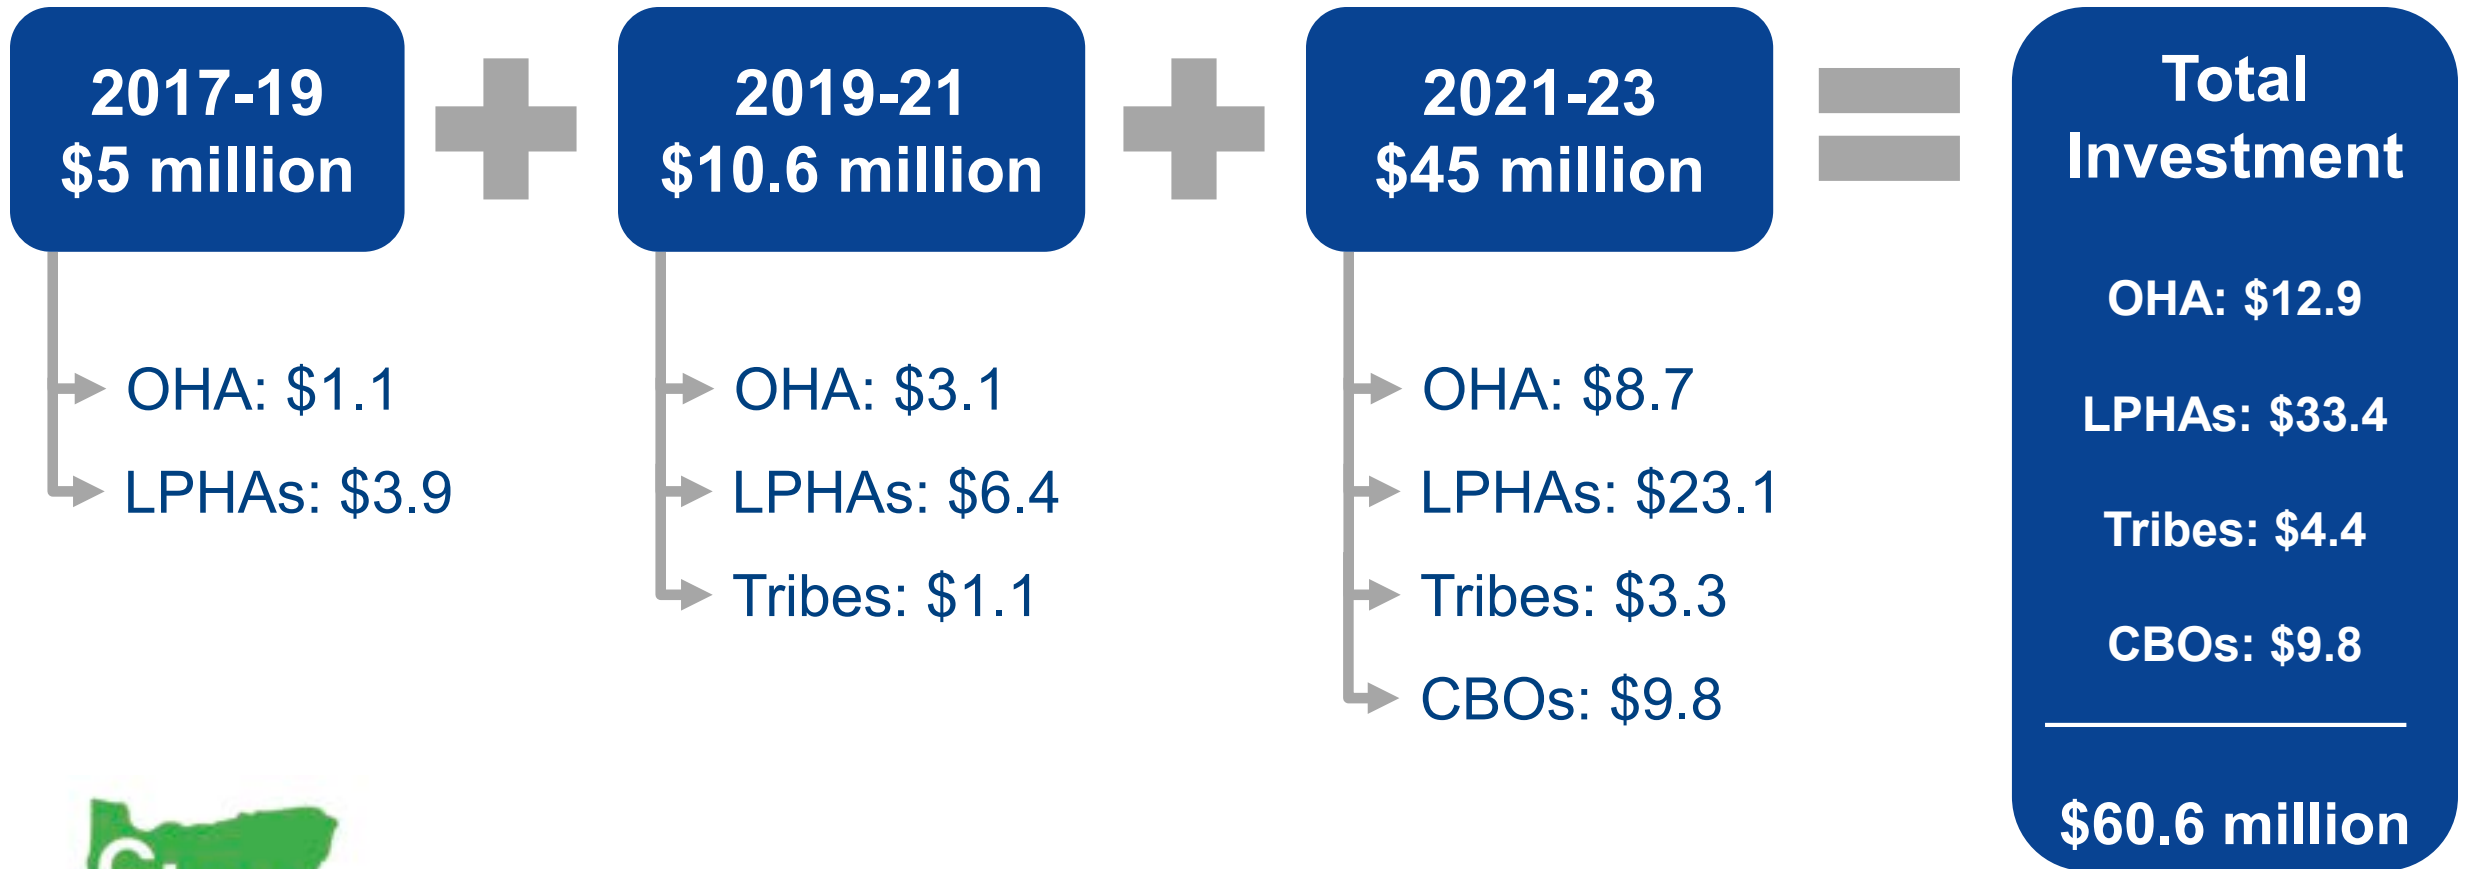 2017-19
$5 million
OHA: $1.1
LPHAs: $3.9
2019-21
$10.6 million
OHA: $3.1
LPHAs: $6.4
Tribes: $1.1
2021-23
$45 million
OHA: $8.7
LPHAs: $23.1
Tribes: $3.3
CBOs: $9.8
Total
Investment
OHA: $12.9
LPHAs: $33.4
Tribes: $4.4
CBOs: $9.8
$60.6 million